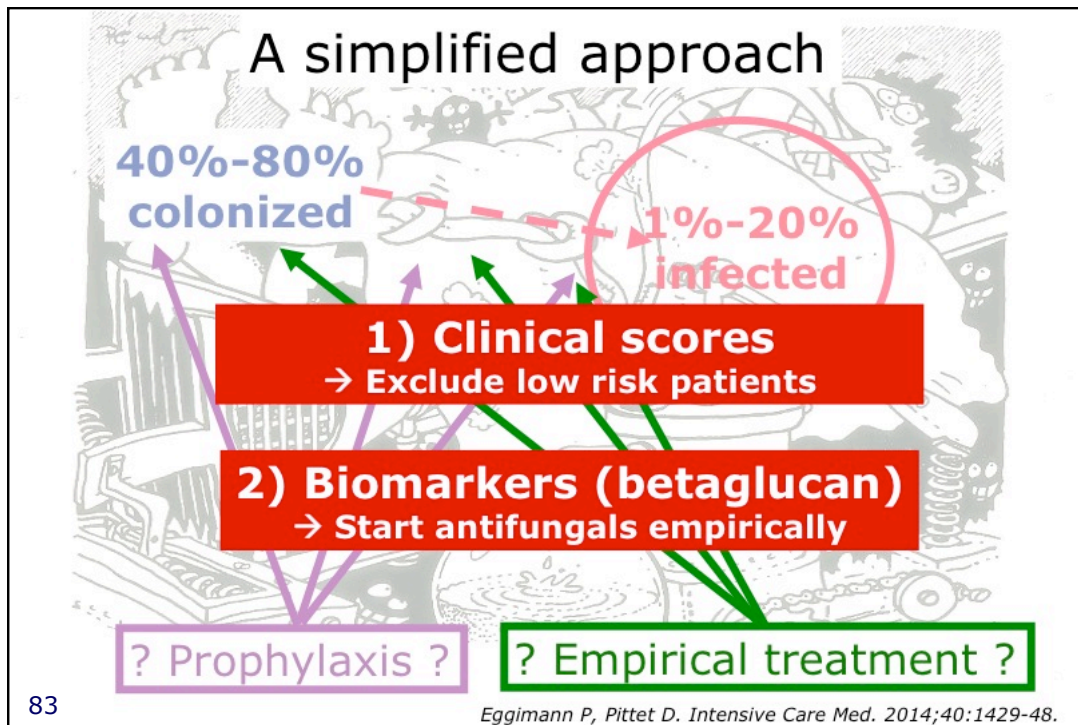 A simplified approach
40%-80%
colonized
1%-20%
infected
1) Clinical scores
→ Exclude low risk patients
2) Biomarkers (betaglucan)
→ Start antifungals empirically
? Prophylaxis ?
? Empirical treatment ?
83
Eggimann P, Pittet D. Intensive Care Med. 2014;40:1429-48.